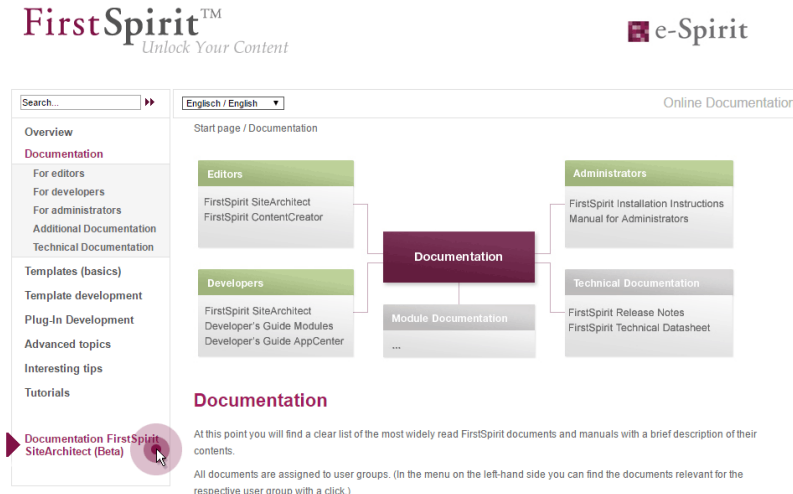 FirstSpirit™
Unlock Your Content
e-Spirit
Search...
Englisch / English
Online Documentation
Start page / Documentation
Overview
Documentation
For editors
For developers
For administrators
Additional Documentation
Technical Documentation
Templates (basics)
Template development
Plug-In Development
Advanced topics
Interesting tips
Tutorials
Documentation FirstSpirit
SiteArchitect (Beta)
Editors
FirstSpirit SiteArchitect
FirstSpirit ContentCreator
Administrators
FirstSpirit Installation Instructions
Manual for Administrators
Documentation
Developers
FirstSpirit SiteArchitect
Developer's Guide Modules
Developer's Guide AppCenter
Module Documentation
...
Technical Documentation
FirstSpirit Release Notes
FirstSpirit Technical Datasheet
Documentation
At this point you will find a clear list of the most widely read FirstSpirit documents and manuals with a brief description of their
contents.
All documents are assigned to user groups. (In the menu on the left-hand side you can find the documents relevant for the
respective user group with a click.)